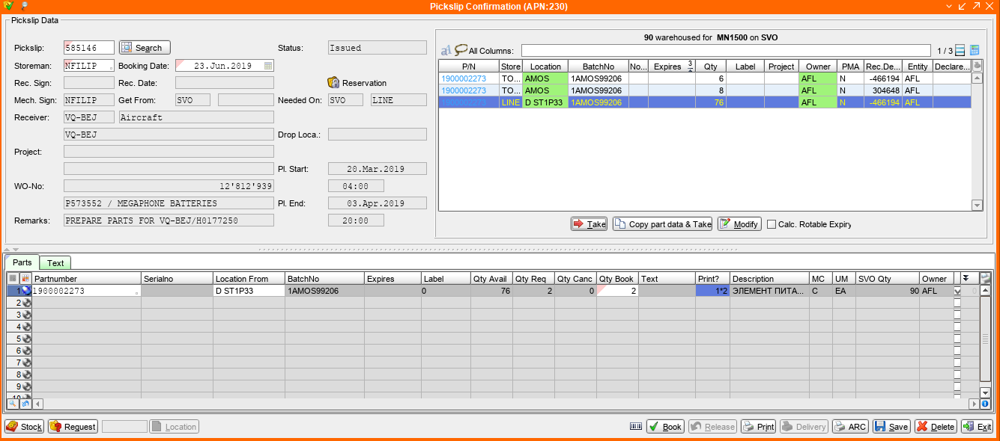 Pickslip Confirmation (APN:230)
Pickslip Data
Pickslip: 585146 Search Status: Issued
Storeman: NFILIP Booking Date: 23.Jun.2019
Rec. Sign: Rec. Date: Reservation
Mech. Sign: NFILIP Get From: SVO Needed On: SVO LINE
Receiver: VQ-BEJ Aircraft
VQ-BEJ Drop Loca.:
Project:
Pl. Start: 20.Mar.2019
WO-No: 12'812'939 04:00
P573552 / MEGAPHONE BATTERIES Pl. End: 03.Apr.2019
Remarks: PREPARE PARTS FOR VQ-BEJ/H0177250 20:00
90 warehoused for MN1500 on SVO
All Columns: 1 / 3
P/N Store Location BatchNo No... Expires 3 Qty Label Project Owner PMA Rec.De... Entity Declare...
1900002273 TO... AMOS 1AMOS99206 6 AFL N -466194 AFL
1900002273 TO... AMOS 1AMOS99206 8 AFL N 304648 AFL
1900002273 LINE D ST1P33 1AMOS99206 76 AFL N -466194 AFL
Take Copy part data & Take Modify Calc. Rotable Expiry
Parts Text
Partnumber Serialno Location From BatchNo Expires Label Qty Avail Qty Req Qty Canc Qty Book Text Print? Description MC UM SVO Qty Owner
1 1900002273 D ST1P33 1AMOS99206 0 76 2 0 2 1*2 ЭЛЕМЕНТ ПИТА... C EA 90 AFL 0
2
3
4
5
6
7
8
9
10
Stock Request Location Book Release Print Delivery ARC Save Delete Exit